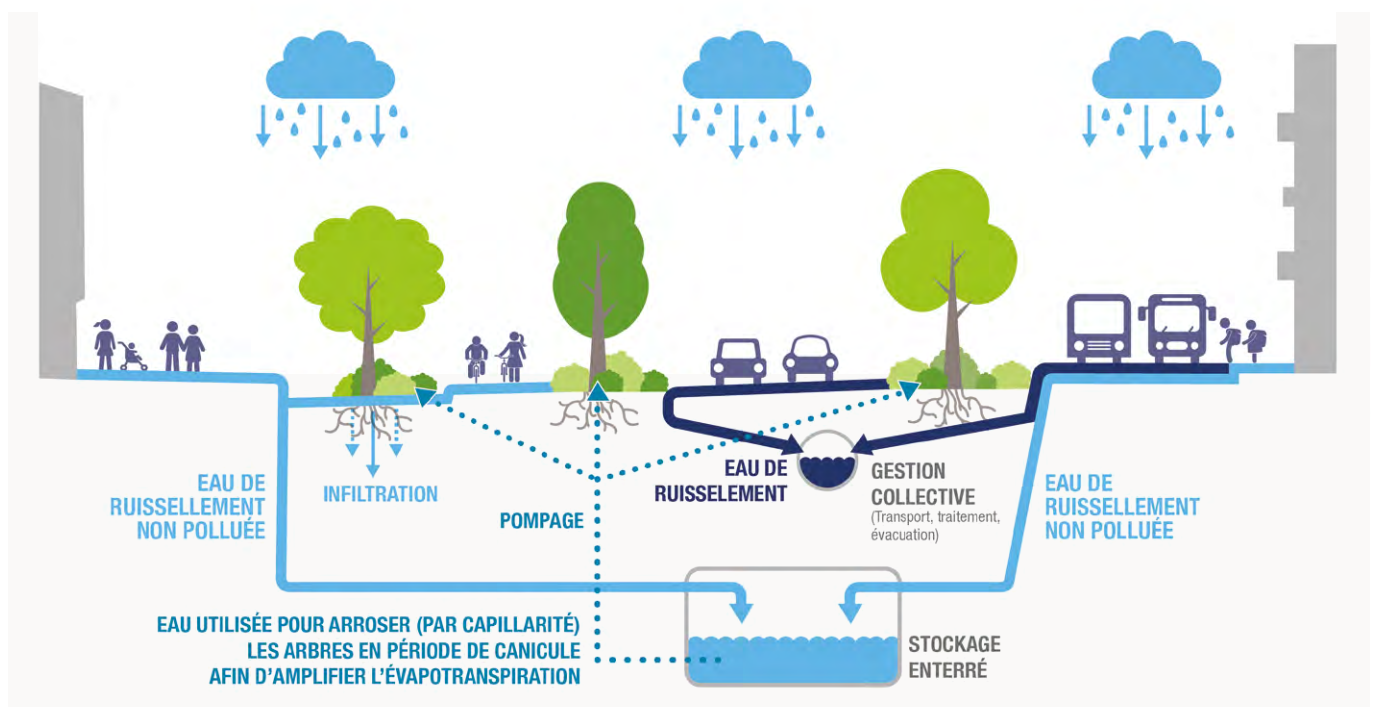 EAU DE
RUISSELLEMENT
NON POLLUÉE
INFILTRATION
POMPAGE
EAU DE
RUISSELEMENT
GESTION
COLLECTIVE
(Transport, traitement,
évacuation)
EAU DE
RUISSELLEMENT
NON POLLUÉE
EAU UTILISÉE POUR ARROSER (PAR CAPILLARITÉ)
LES ARBRES EN PÉRIODE DE CANICULE
AFIN D’AMPLIFIER L’ÉVAPOTRANSPIRATION
STOCKAGE
ENTERRÉ